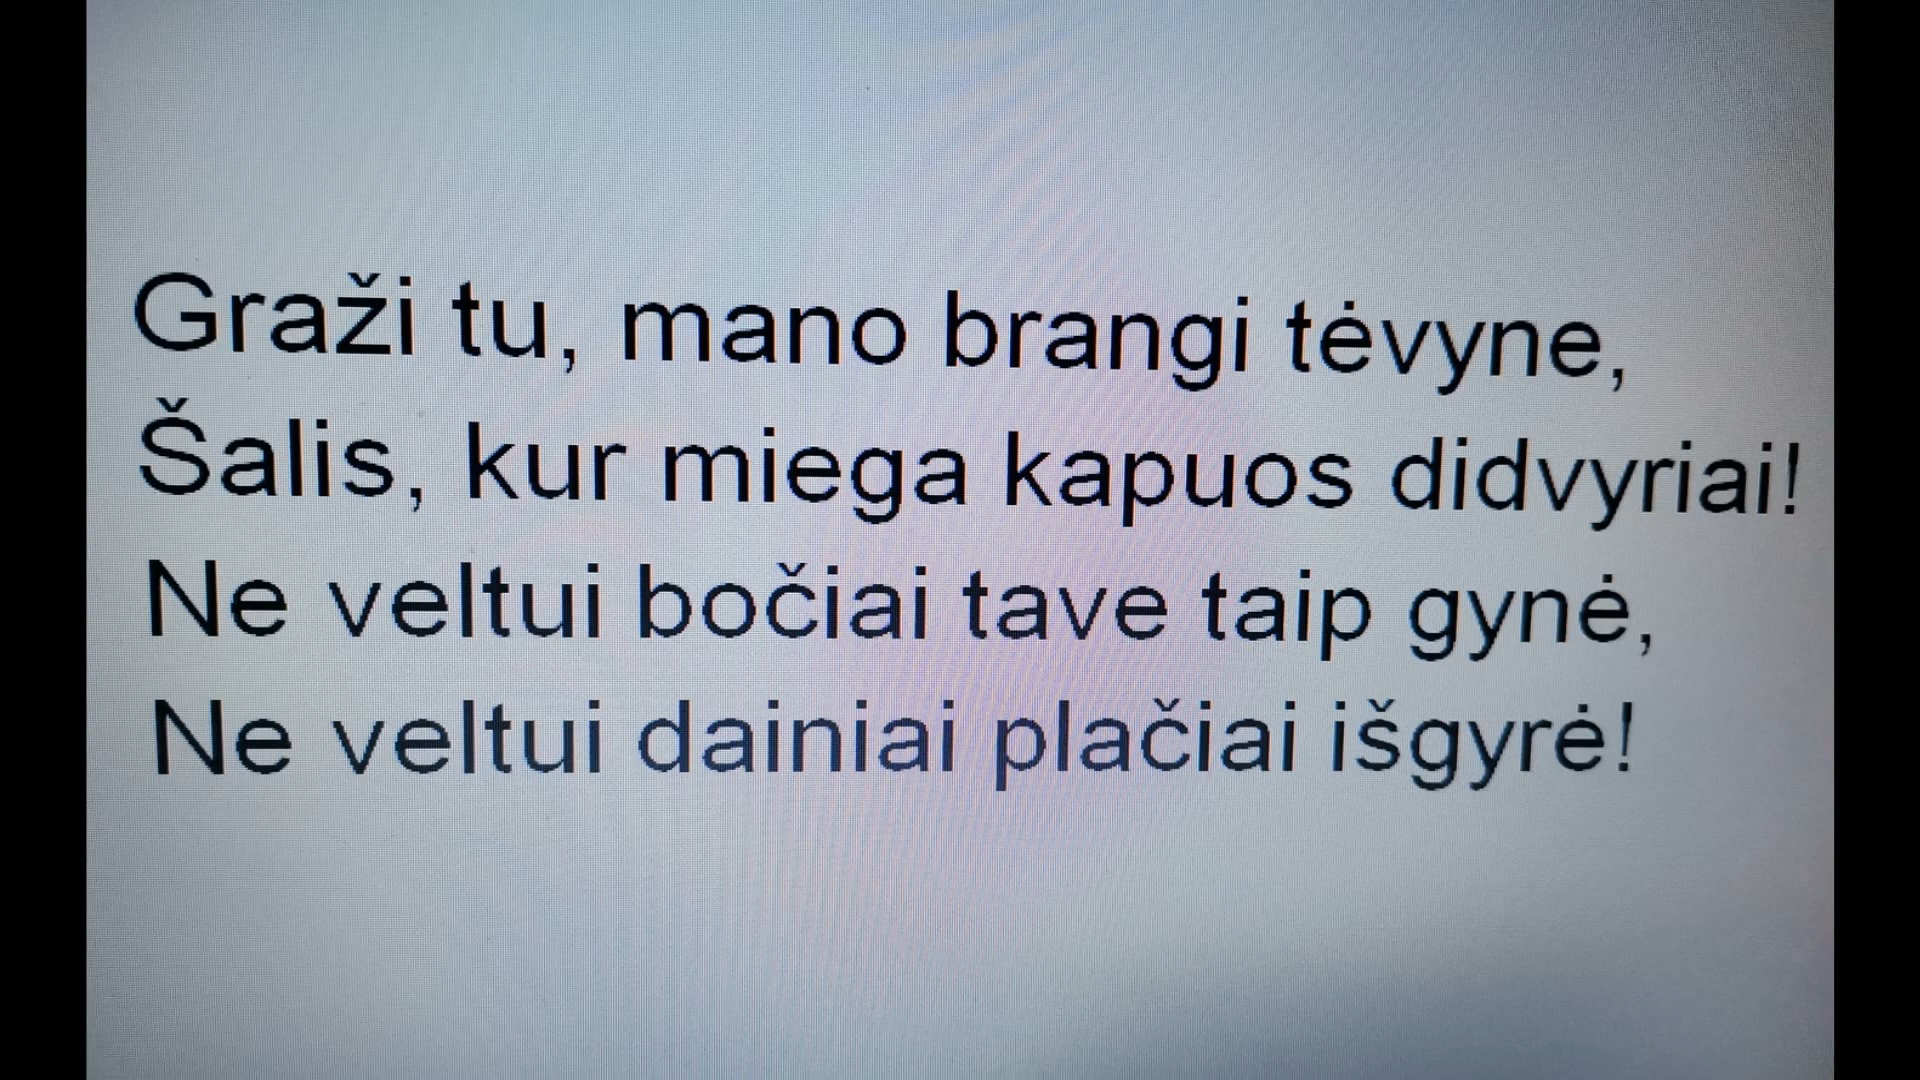 Graži tu, mano brangi tėvyne,
Šalis, kur miega kapuos didvyriai!
Ne veltui bočiai tave taip gynė,
Ne veltui dainiai plačiai išgyrė!